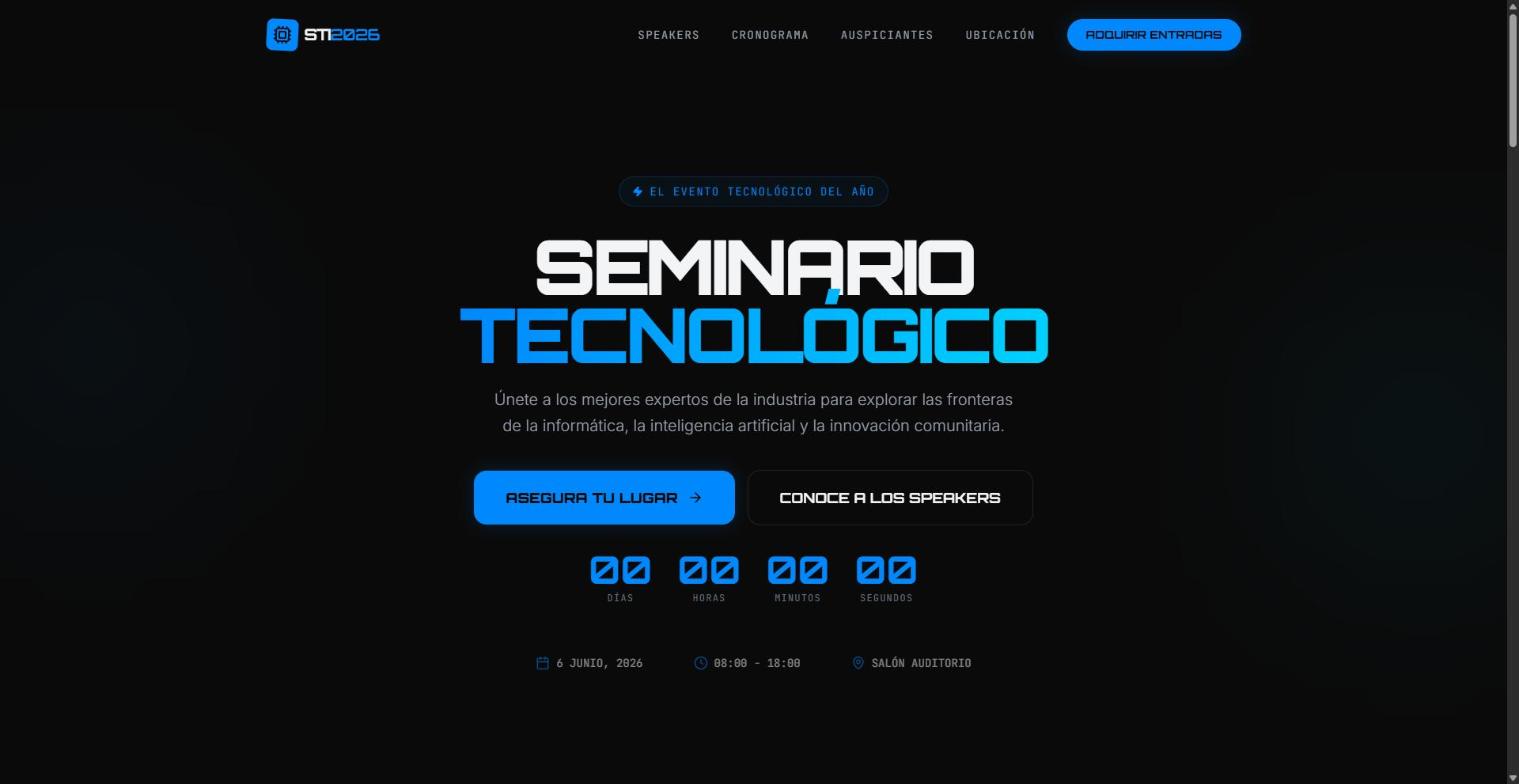 STI2026
SPEAKERS CRONOGRAMA AUSPICIANTES UBICACIÓN ADQUIRIR ENTRADAS
EL EVENTO TECNOLÓGICO DEL AÑO
SEMINARIO
TECNOLÓGICO
Únete a los mejores expertos de la industria para explorar las fronteras
de la informática, la inteligencia artificial y la innovación comunitaria.
ASEGURA TU LUGAR → CONOCE A LOS SPEAKERS
00 00 00 00
DÍAS HORAS MINUTOS SEGUNDOS
6 JUNIO, 2026 08:00 - 18:00 SALÓN AUDITORIO